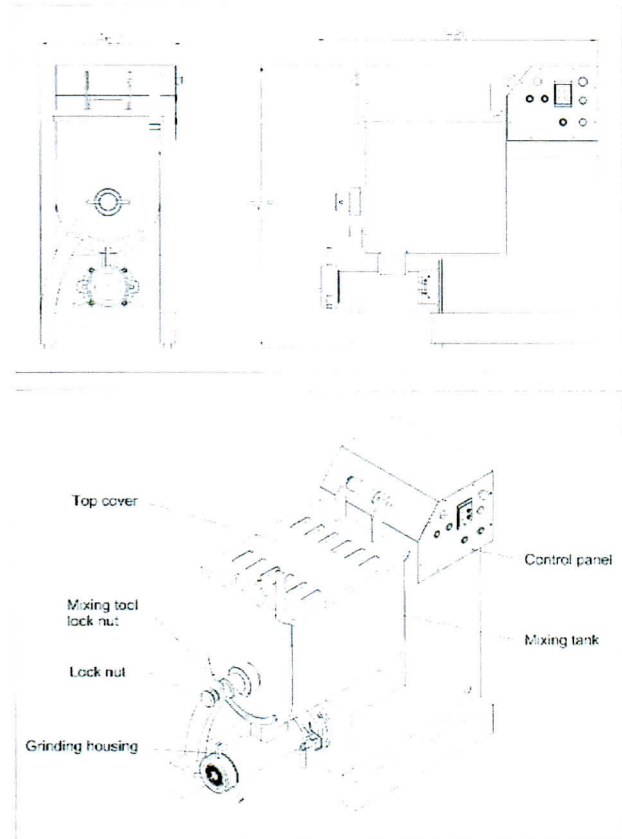 Top cover
Control panel
Mixing tool
lock nut
Mixing tank
Lock nut
Grinding housing